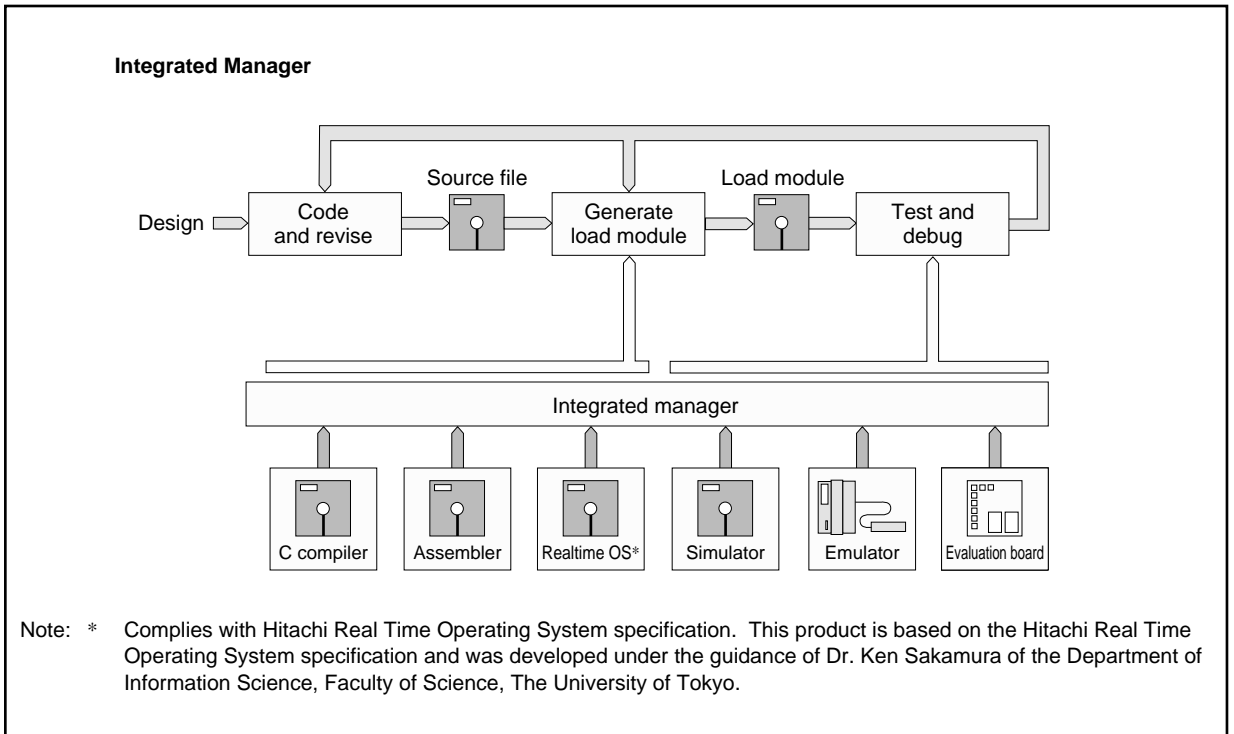 Integrated Manager
Source file
Load module
Design
Code
and revise
Generate
load module
Test and
debug
Integrated manager
C compiler
Assembler
Realtime OS*
Simulator
Emulator
Evaluation board
Note: * Complies with Hitachi Real Time Operating System specification. This product is based on the Hitachi Real Time
Operating System specification and was developed under the guidance of Dr. Ken Sakamura of the Department of
Information Science, Faculty of Science, The University of Tokyo.